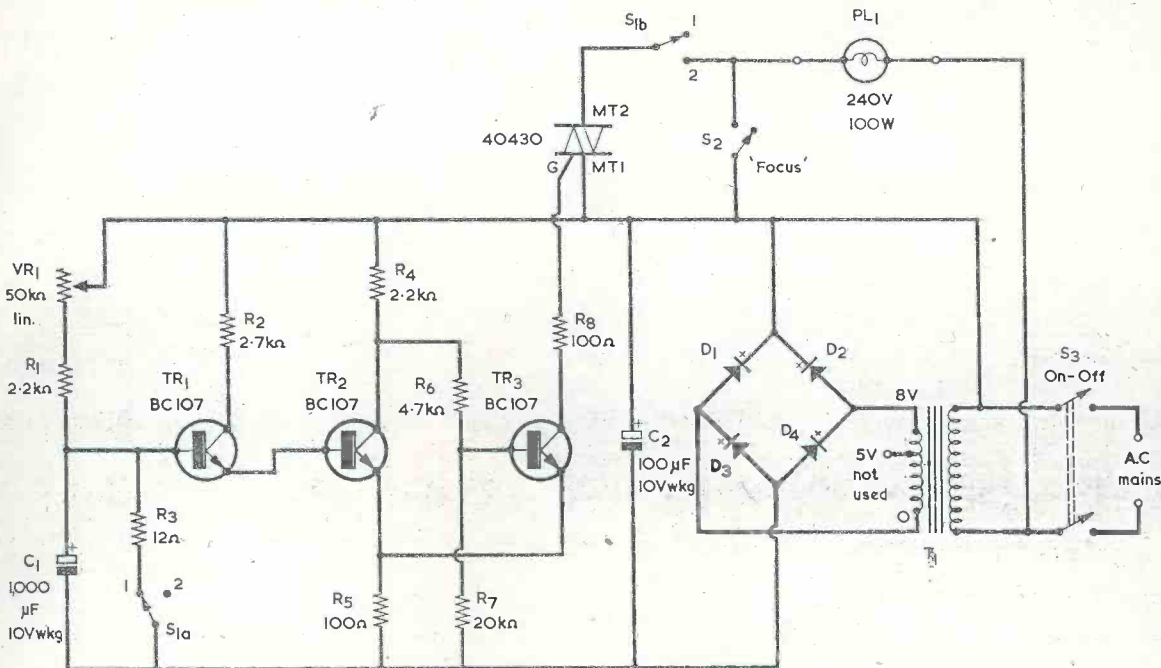 S1b
1
2
PL1
240V
100W
MT2
40430
G
MT1
S2
'Focus'
VR1
50kΩ
lin.
R1
2·2kΩ
R2
2·7kΩ
TR1
BC107
R4
2·2kΩ
TR2
BC107
R6
4·7kΩ
R8
100Ω
TR3
BC107
D1
D2
D3
D4
8V
5V
not
used
O
T1
S3
On-Off
A.C
mains
C2
100µF
10Vwkg
R3
12Ω
C1
1,000
µF
10Vwkg
1
2
S1a
R5
100Ω
R7
20kΩ